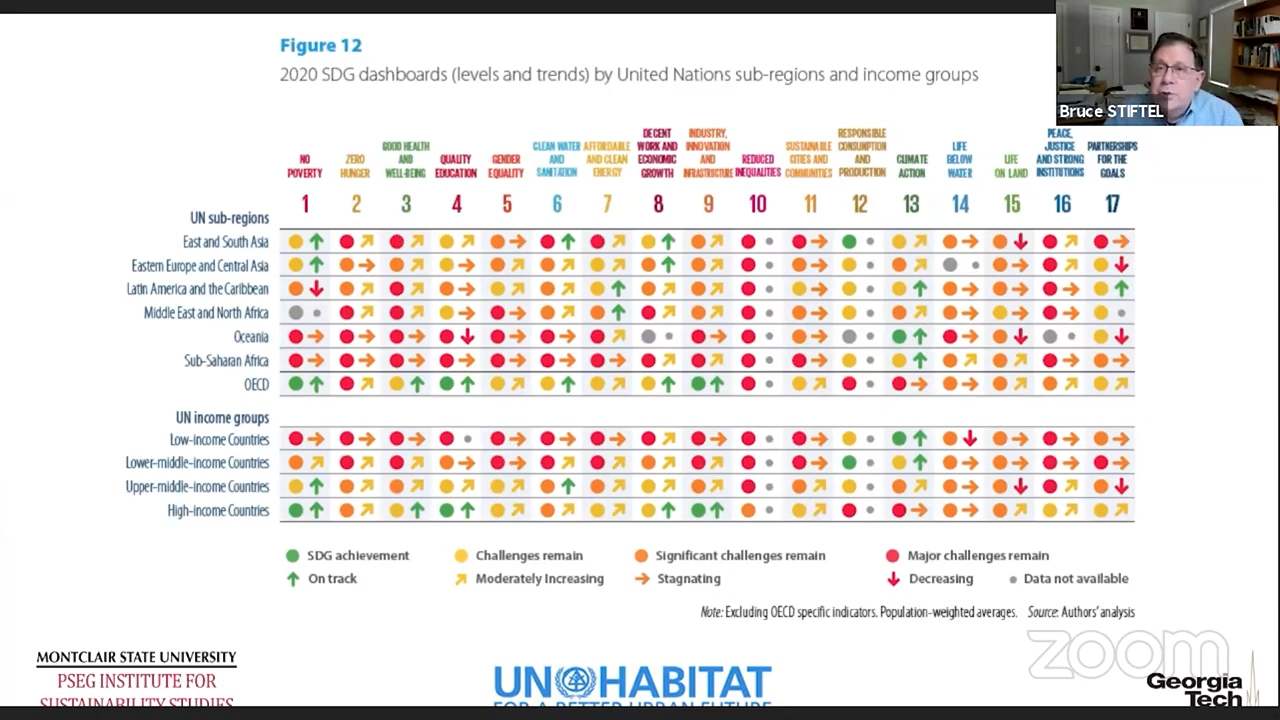 Figure 12
2020 SDG dashboards (levels and trends) by United Nations sub-regions and income groups
Bruce STIFTEL
NO POVERTY
ZERO HUNGER
GOOD HEALTH AND WELL-BEING
QUALITY EDUCATION
GENDER EQUALITY
CLEAN WATER AND SANITATION
AFFORDABLE AND CLEAN ENERGY
DECENT WORK AND ECONOMIC GROWTH
INDUSTRY, INNOVATION AND INFRASTRUCTURE
REDUCED INEQUALITIES
SUSTAINABLE CITIES AND COMMUNITIES
RESPONSIBLE CONSUMPTION AND PRODUCTION
CLIMATE ACTION
LIFE BELOW WATER
LIFE ON LAND
PEACE, JUSTICE AND STRONG INSTITUTIONS
PARTNERSHIPS FOR THE GOALS
1 2 3 4 5 6 7 8 9 10 11 12 13 14 15 16 17
UN sub-regions
East and South Asia
Eastern Europe and Central Asia
Latin America and the Caribbean
Middle East and North Africa
Oceania
Sub-Saharan Africa
OECD
UN income groups
Low-income Countries
Lower-middle-income Countries
Upper-middle-income Countries
High-income Countries
SDG achievement Challenges remain Significant challenges remain Major challenges remain
On track Moderately Increasing Stagnating Decreasing Data not available
Note: Excluding OECD specific indicators. Population-weighted averages. Source: Authors' analysis
zoom
MONTCLAIR STATE UNIVERSITY
PSEG INSTITUTE FOR
SUSTAINABILITY STUDIES
UN HABITAT
FOR A BETTER URBAN FUTURE
Georgia
Tech